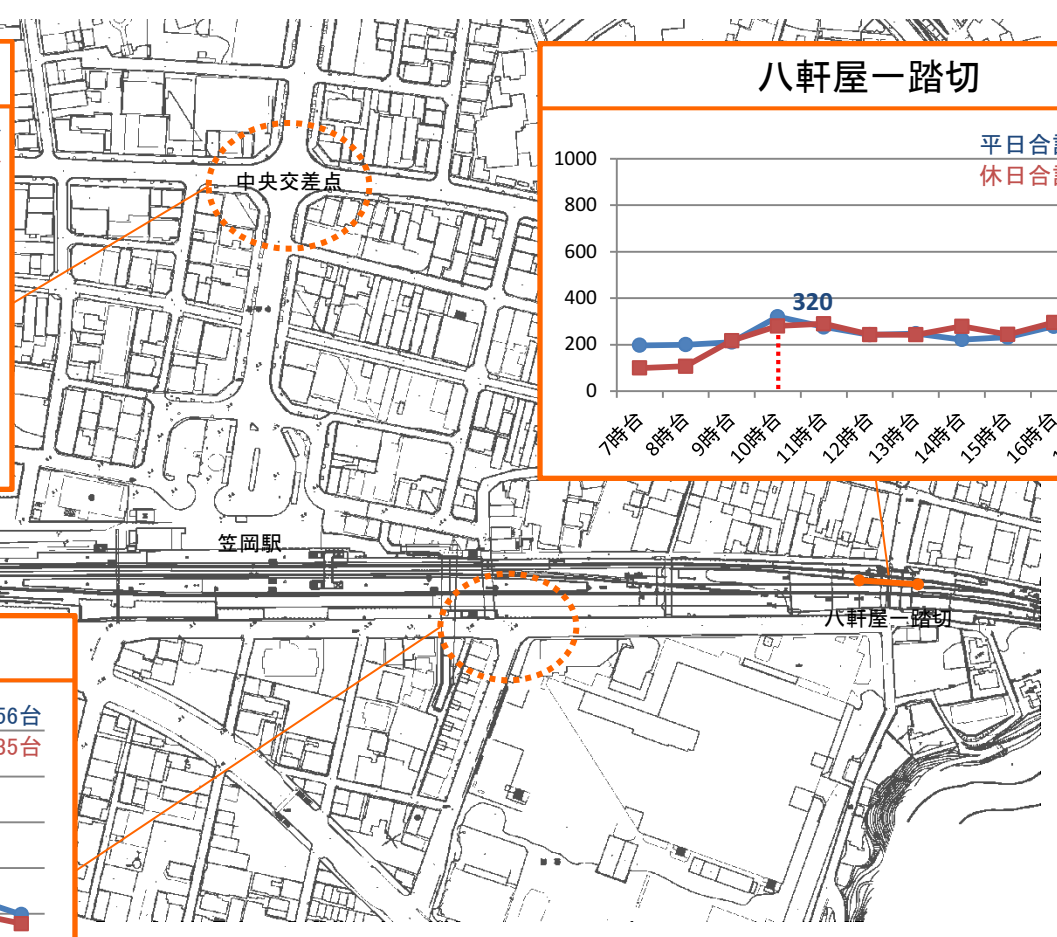 八軒屋一踏切
平日合計
休日合計
1000
800
600
400
200
0
320
7時台
8時台
9時台
10時台
11時台
12時台
13時台
14時台
15時台
16時台
中央交差点
笠岡駅
八軒屋一踏切
56台
35台